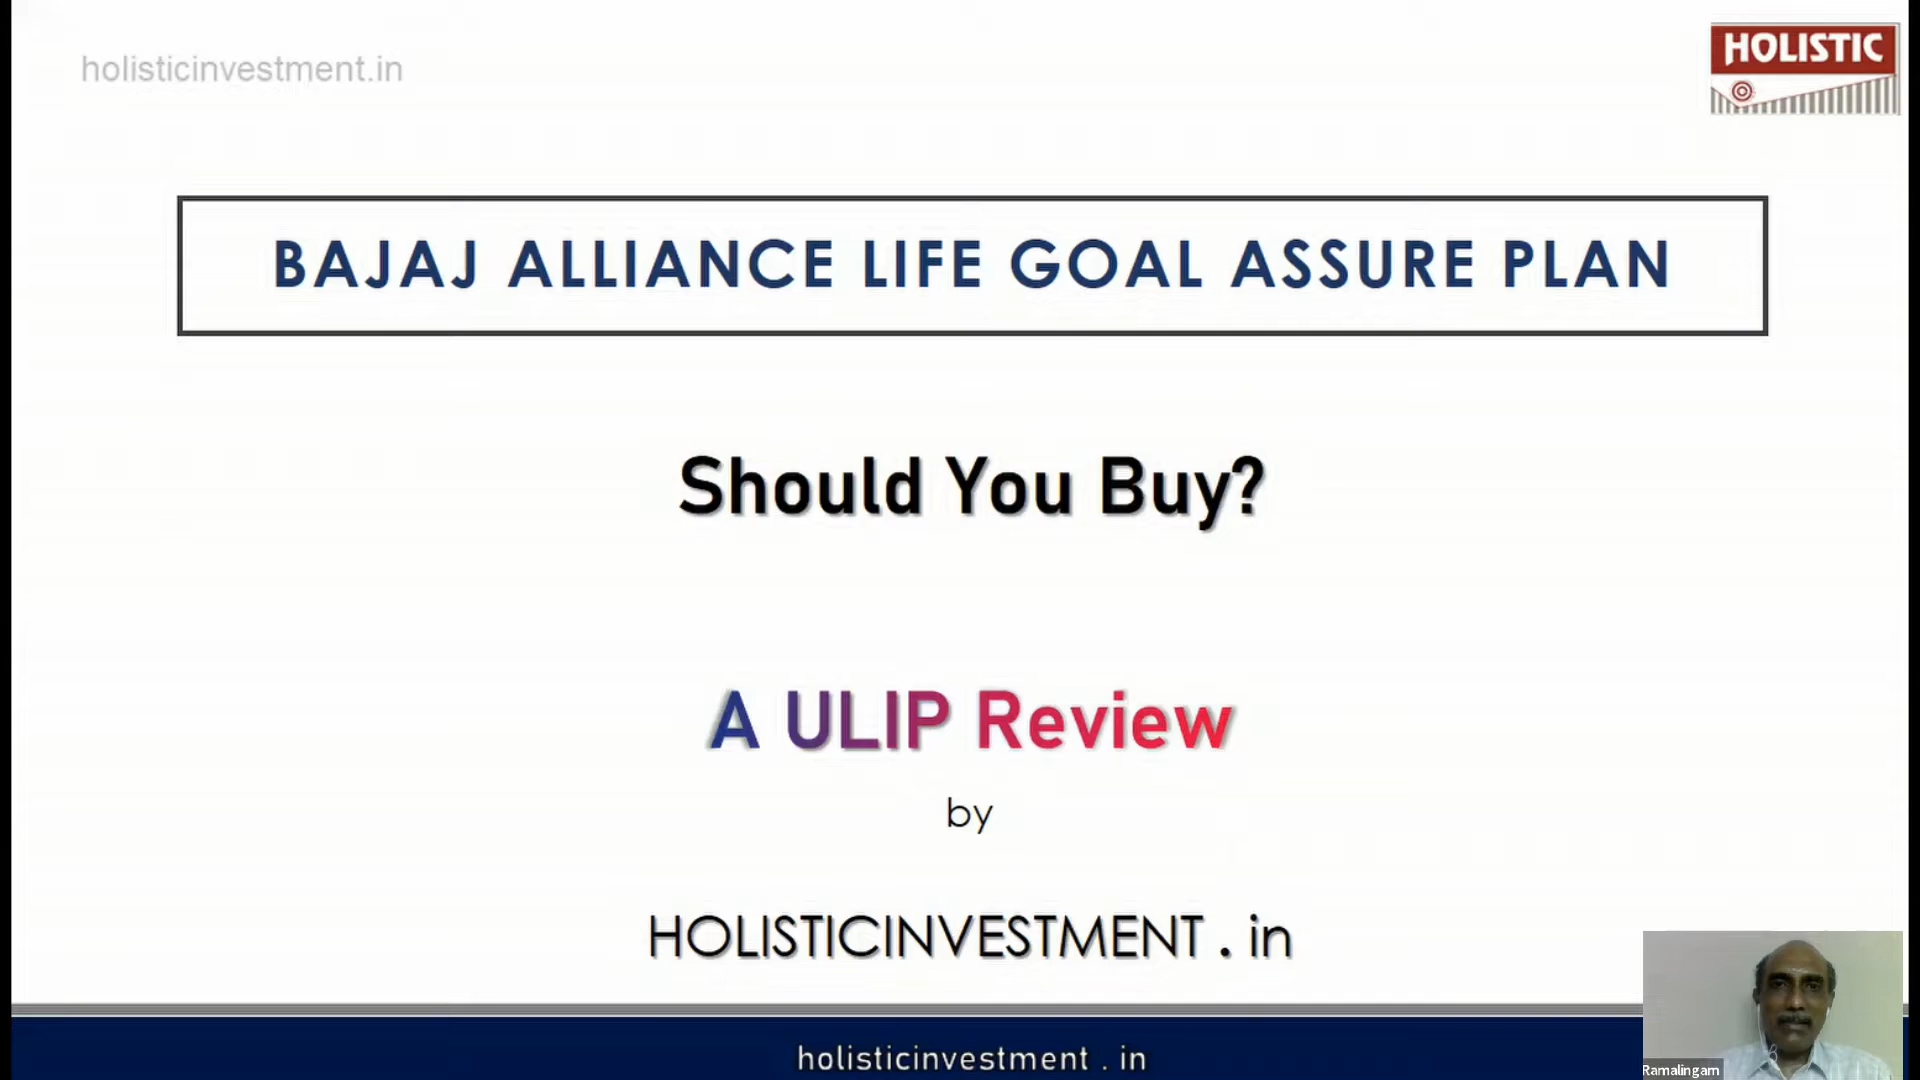 holisticinvestment.in
HOLISTIC
BAJAJ ALLIANCE LIFE GOAL ASSURE PLAN
Should You Buy?
A ULIP Review
by
HOLISTICINVESTMENT . in
holisticinvestment . in
Ramalingam